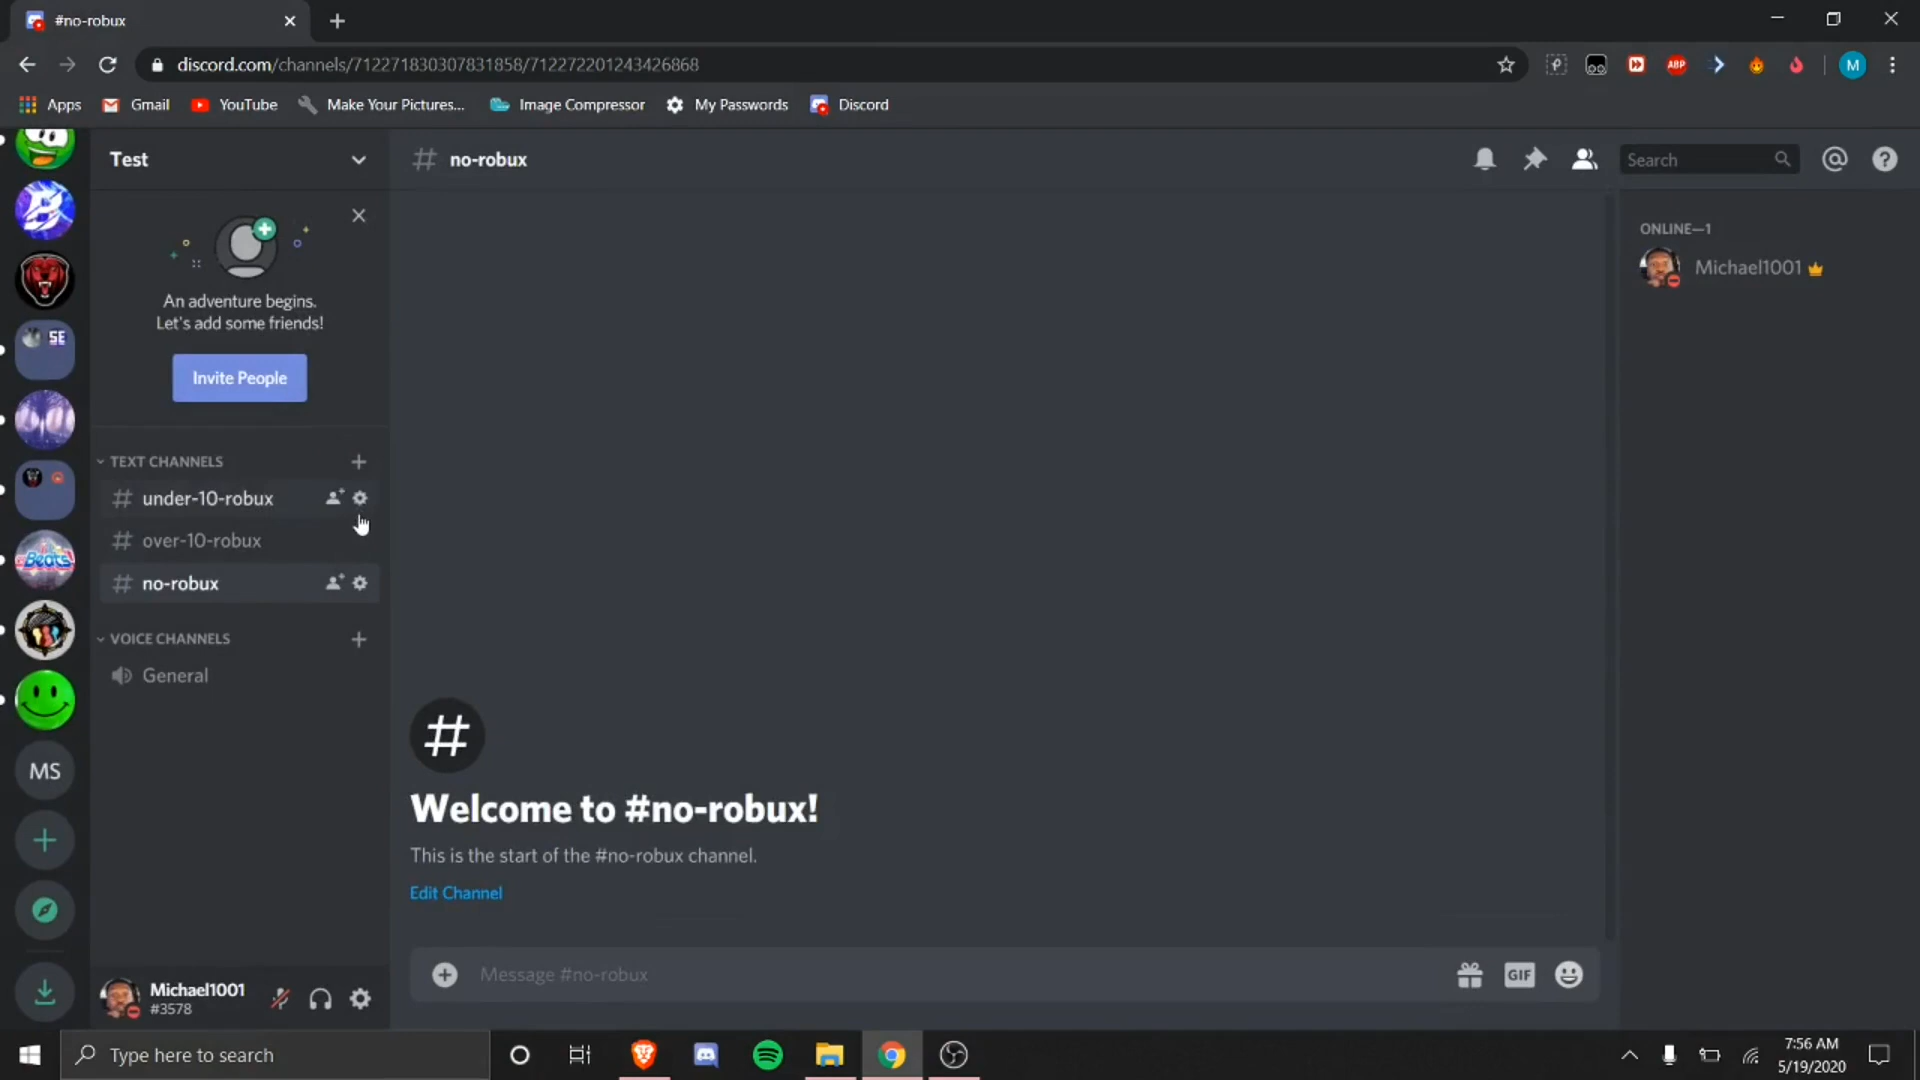 #no-robux
discord.com/channels/712271830307831858/712272201243426868
ABP
M
Apps
Gmail
YouTube
Make Your Pictures...
Image Compressor
My Passwords
Discord
Test
no-robux
Search
An adventure begins.
Let's add some friends!
Invite People
ONLINE—1
Michael1001
B
SE
TEXT CHANNELS
under-10-robux
over-10-robux
no-robux
VOICE CHANNELS
General
Beats
MS
Welcome to #no-robux!
This is the start of the #no-robux channel.
Edit Channel
Message #no-robux
GIF
Michael1001
#3578
Type here to search
7:56 AM
5/19/2020